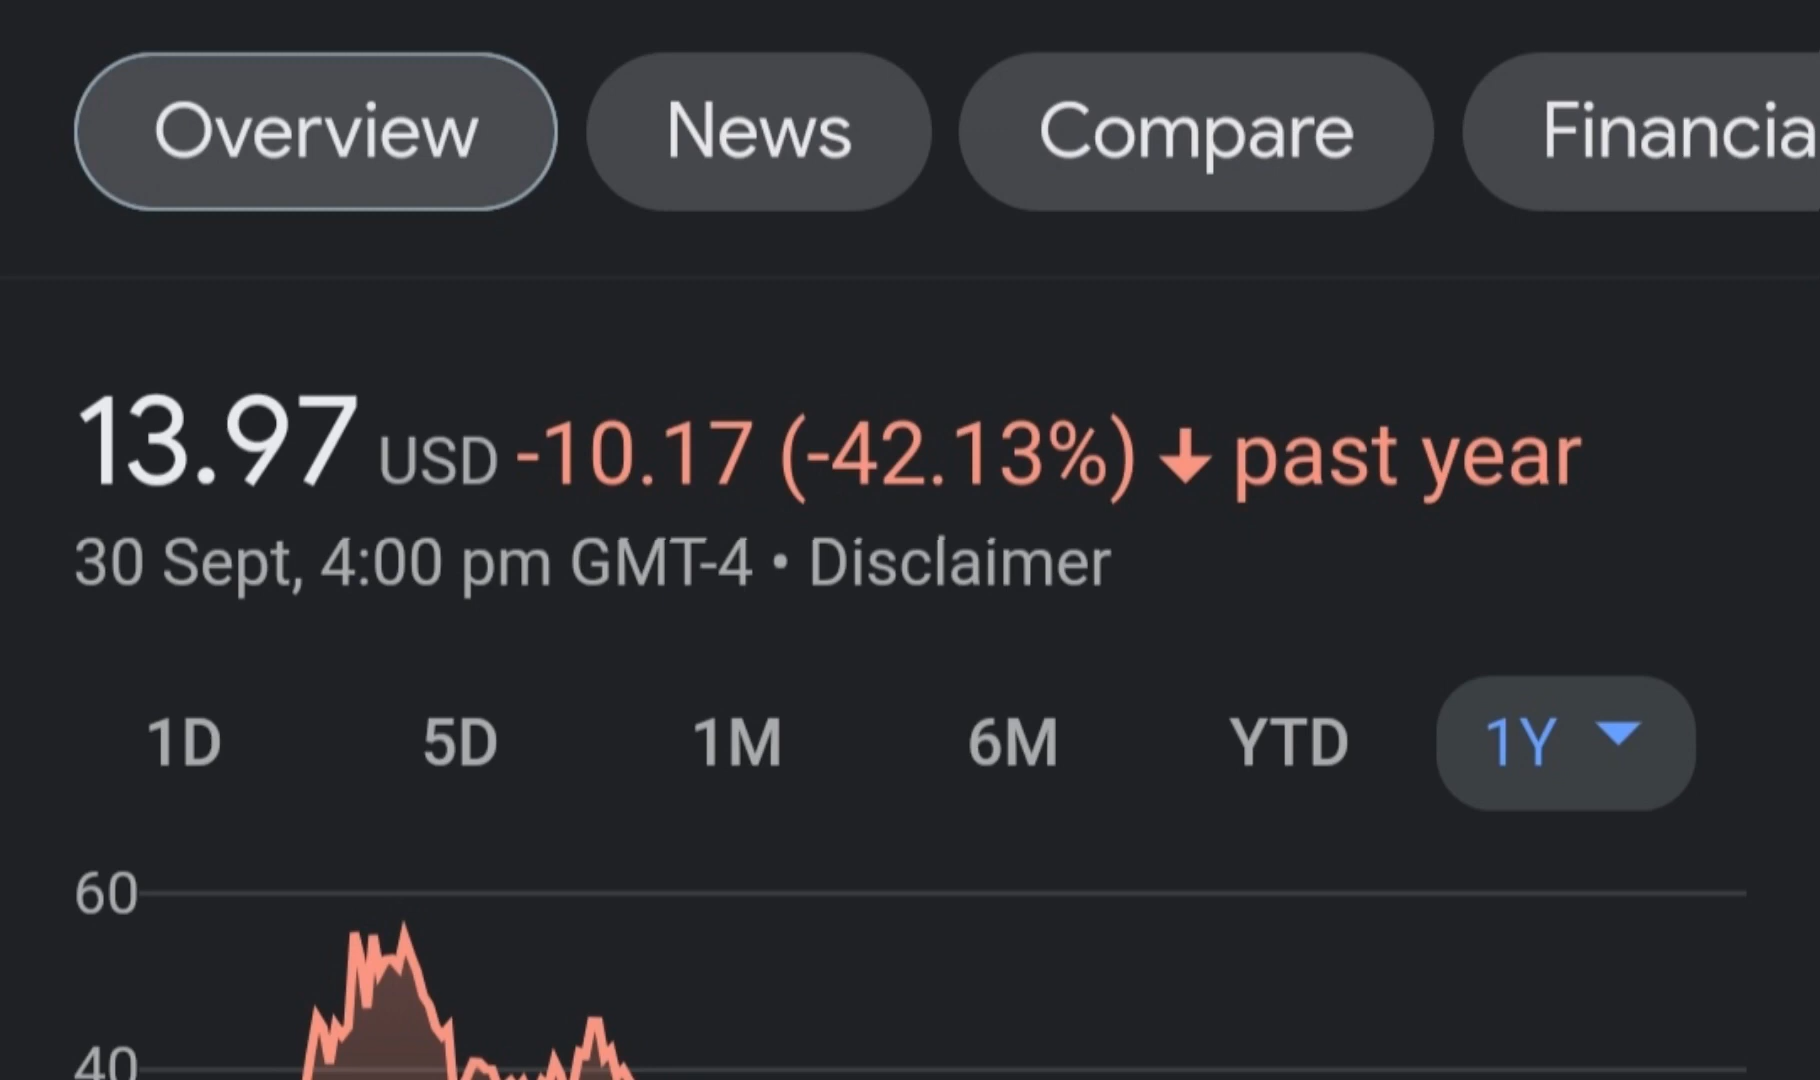 Overview News Compare Financia
13.97 USD -10.17 (-42.13%) ↓ past year
30 Sept, 4:00 pm GMT-4 • Disclaimer
1D 5D 1M 6M YTD 1Y
60
40